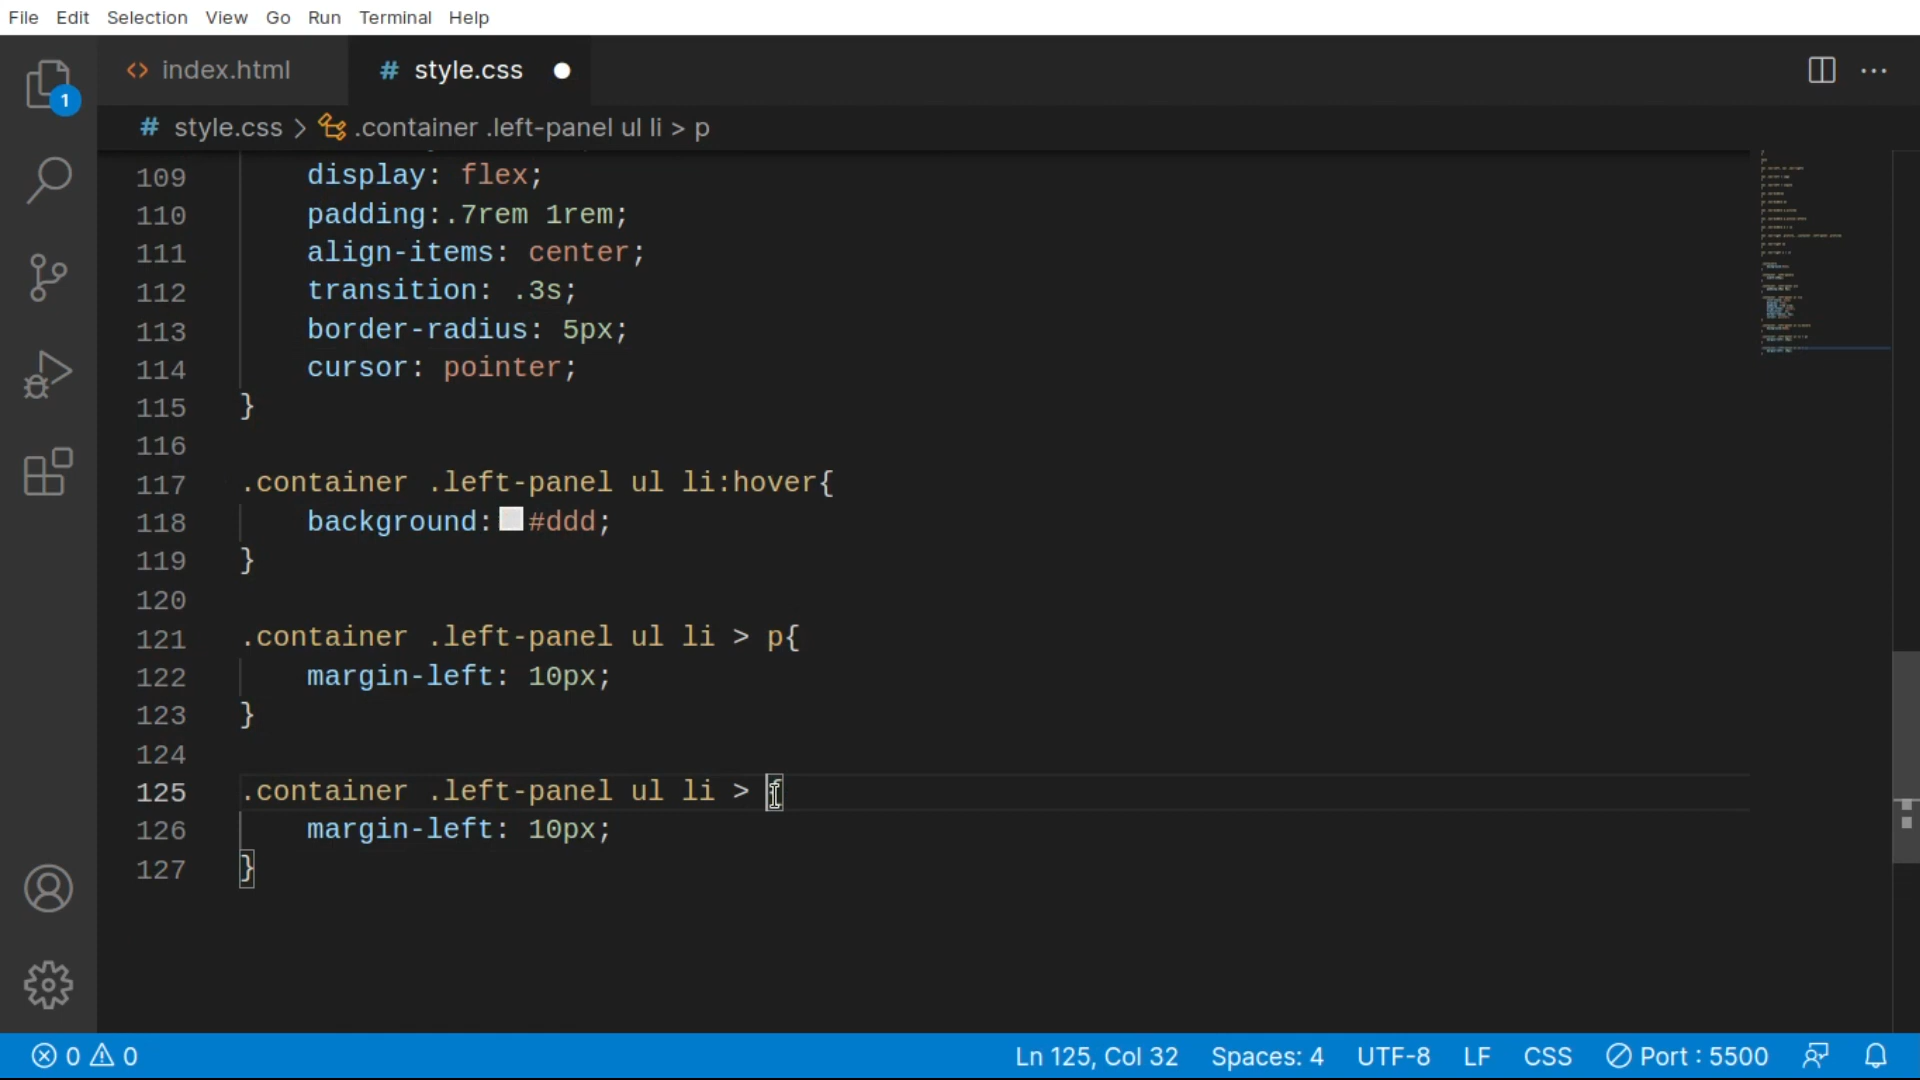 File Edit Selection View Go Run Terminal Help
<> index.html # style.css
1
# style.css > .container .left-panel ul li > p
109 display: flex;
110 padding:.7rem 1rem;
111 align-items: center;
112 transition: .3s;
113 border-radius: 5px;
114 cursor: pointer;
115 }
116
117 .container .left-panel ul li:hover{
118 background: #ddd;
119 }
120
121 .container .left-panel ul li > p{
122 margin-left: 10px;
123 }
124
125 .container .left-panel ul li > {
126 margin-left: 10px;
127 }
0 0 Ln 125, Col 32 Spaces: 4 UTF-8 LF CSS Port : 5500